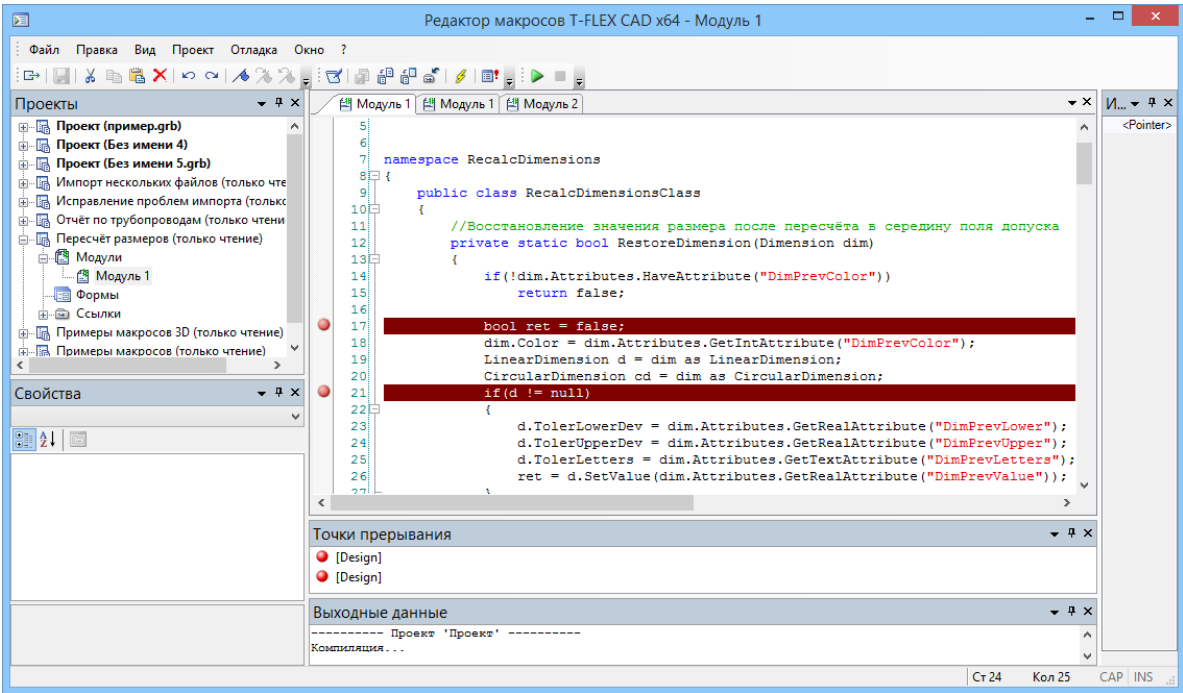 Редактор макросов T-FLEX CAD x64 - Модуль 1
Файл Правка Вид Проект Отладка Окно ?
Проекты
Проект (пример.grb)
Проект (Без имени 4)
Проект (Без имени 5.grb)
Импорт нескольких файлов (только чте
Исправление проблем импорта (только
Отчёт по трубопроводам (только чтени
Пересчёт размеров (только чтение)
Модули
Модуль 1
Формы
Ссылки
Примеры макросов 3D (только чтение)
Примеры макросов (только чтение)
Свойства
Модуль 1 Модуль 1 Модуль 2
5
6
7 namespace RecalcDimensions
8 {
9 public class RecalcDimensionsClass
10 {
11 //Восстановление значения размера после пересчёта в середину поля допуска
12 private static bool RestoreDimension(Dimension dim)
13 {
14 if(!dim.Attributes.HaveAttribute("DimPrevColor"))
15 return false;
16
17 bool ret = false;
18 dim.Color = dim.Attributes.GetIntAttribute("DimPrevColor");
19 LinearDimension d = dim as LinearDimension;
20 CircularDimension cd = dim as CircularDimension;
21 if(d != null)
22 {
23 d.TolerLowerDev = dim.Attributes.GetRealAttribute("DimPrevLower");
24 d.TolerUpperDev = dim.Attributes.GetRealAttribute("DimPrevUpper");
25 d.TolerLetters = dim.Attributes.GetTextAttribute("DimPrevLetters");
26 ret = d.SetValue(dim.Attributes.GetRealAttribute("DimPrevValue"));
27 }
И...
<Pointer>
Точки прерывания
[Design]
[Design]
Выходные данные
---------- Проект 'Проект' ----------
Компиляция...
Ст 24 Кол 25 CAP INS